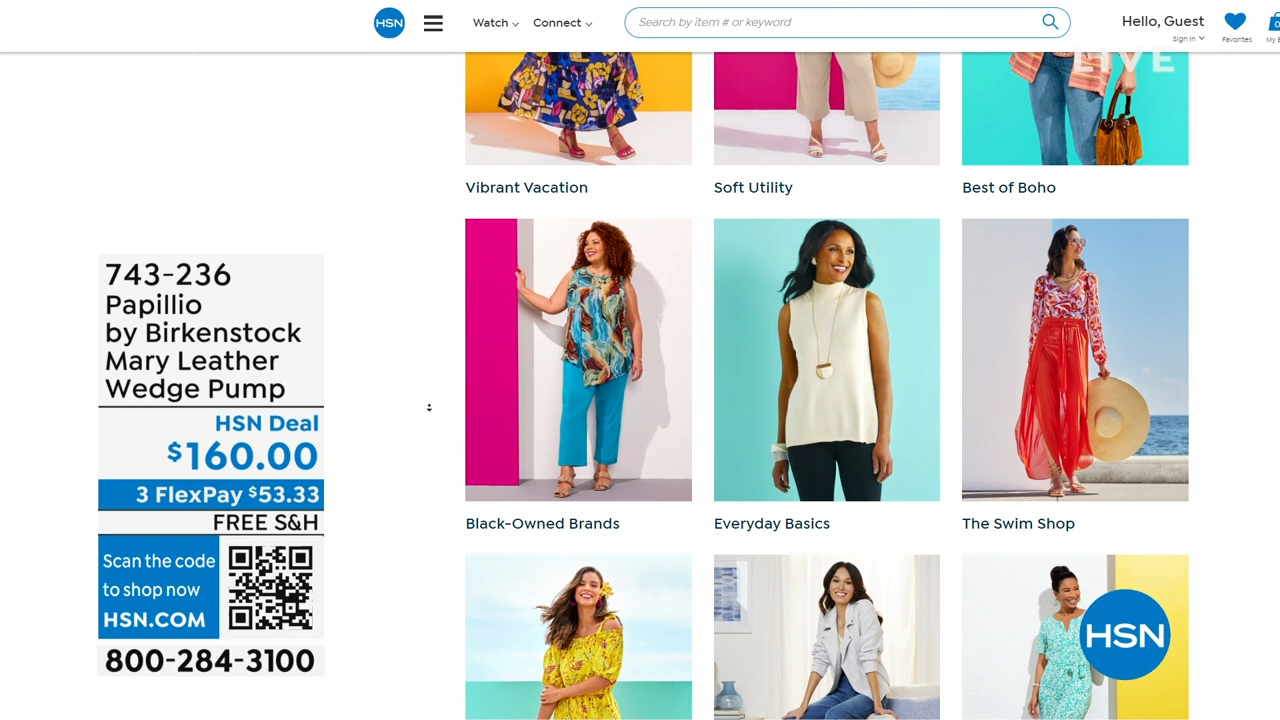 HSN
Watch
Connect
Search by item # or keyword
Hello, Guest
Sign In
Favorites
0
LIVE
Vibrant Vacation
Soft Utility
Best of Boho
743-236
Papillio
by Birkenstock
Mary Leather
Wedge Pump
HSN Deal
$160.00
3 FlexPay $53.33
FREE S&H
Scan the code
to shop now
HSN.COM
800-284-3100
Black-Owned Brands
Everyday Basics
The Swim Shop
HSN